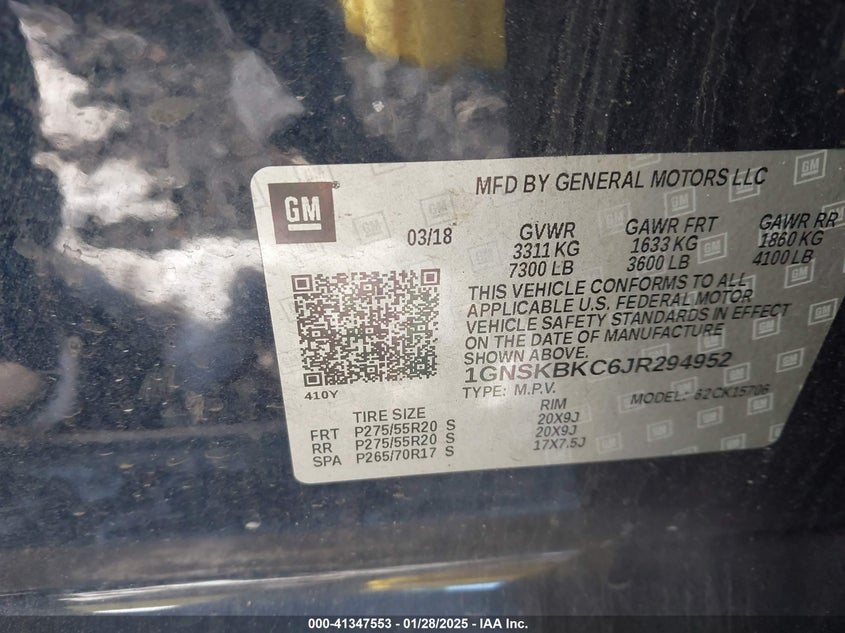 GM
MFD BY GENERAL MOTORS LLC
03/18
GVWR
3311 KG
7300 LB
GAWR FRT
1633 KG
3600 LB
GAWR RR
1860 KG
4100 LB
THIS VEHICLE CONFORMS TO ALL
APPLICABLE U.S. FEDERAL MOTOR
VEHICLE SAFETY STANDARDS IN EFFECT
ON THE DATE OF MANUFACTURE
SHOWN ABOVE.
1GNSKBKC6JR294952
TYPE: M.P.V.
MODEL: 62CK15706
410Y
TIRE SIZE
RIM
FRT P275/55R20 S 20X9J
RR P275/55R20 S 20X9J
SPA P265/70R17 S 17X7.5J
000-41347553 - 01/28/2025 - IAA Inc.